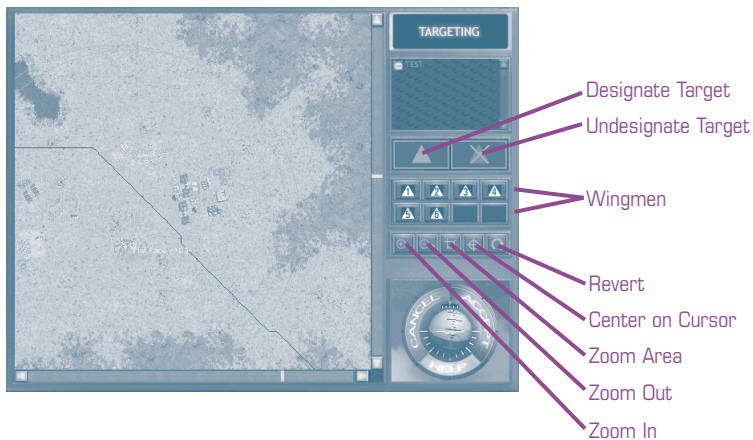 TARGETING
TEST
Designate Target
Undesignate Target
1 2 3 4
Wingmen
5 6
Revert
Center on Cursor
Zoom Area
Zoom Out
Zoom In
CANCEL
ACCEPT
HELP